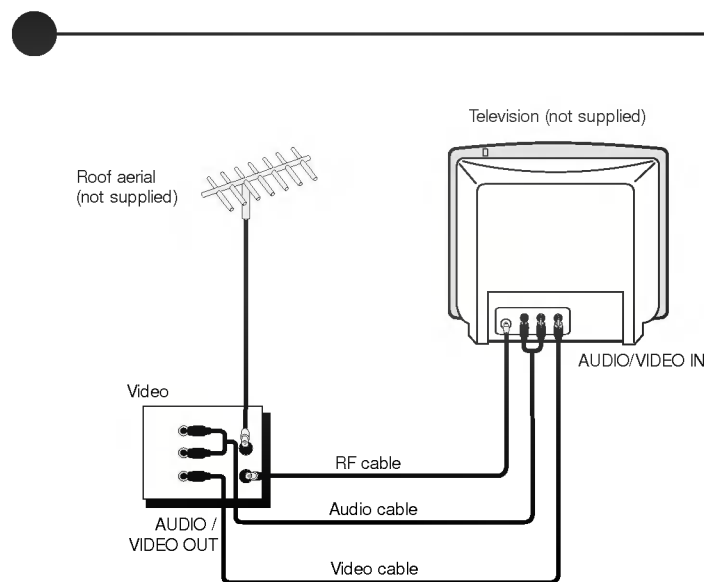 Television (not supplied)
Roof aerial
(not supplied)
AUDIO/VIDEO IN
Video
RF cable
Audio cable
AUDIO /
VIDEO OUT
Video cable